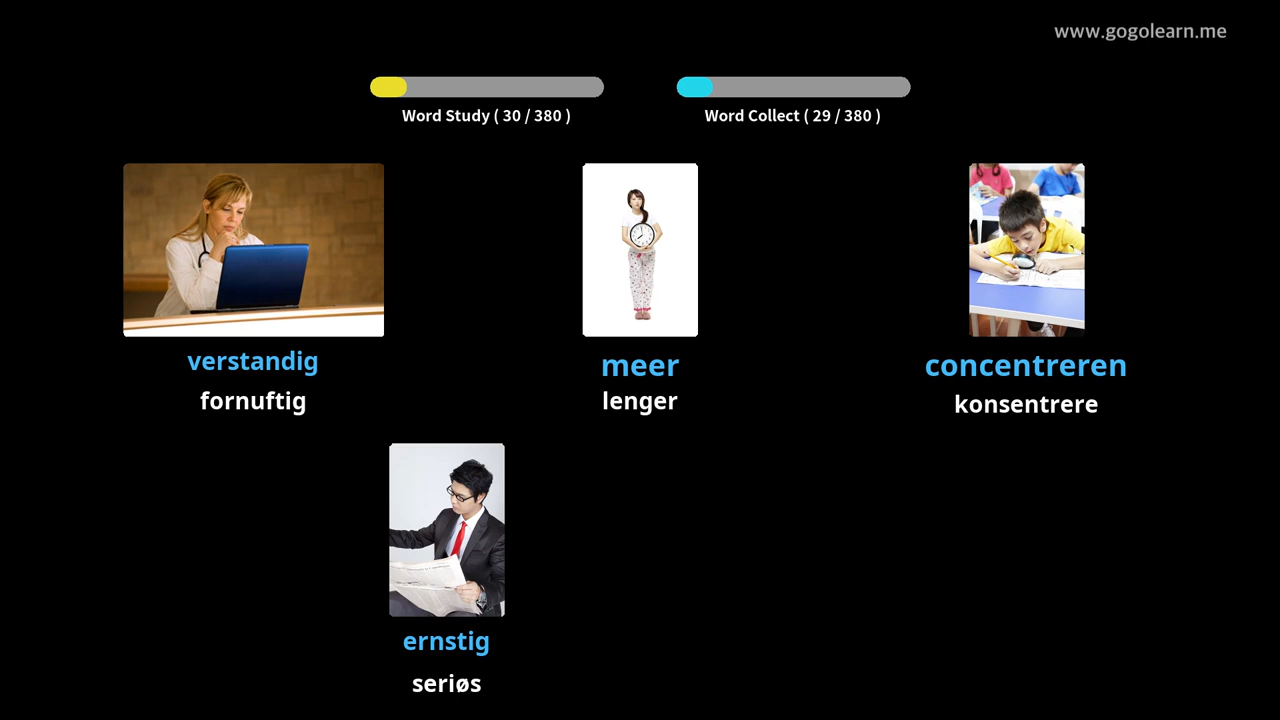 www.gogolearn.me
Word Study ( 30 / 380 )
Word Collect ( 29 / 380 )
verstandig
fornuftig
meer
lenger
concentreren
konsentrere
ernstig
seriøs